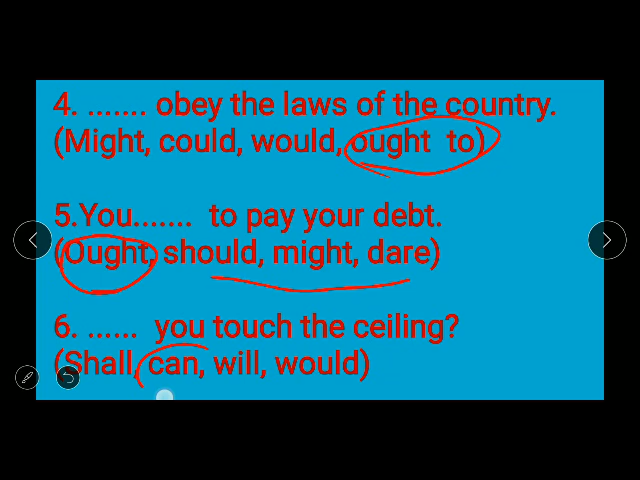 4. ....... obey the laws of the country.
(Might, could, would, ought to)
5.You....... to pay your debt.
(Ought, should, might, dare)
6. ...... you touch the ceiling?
(Shall, can, will, would)